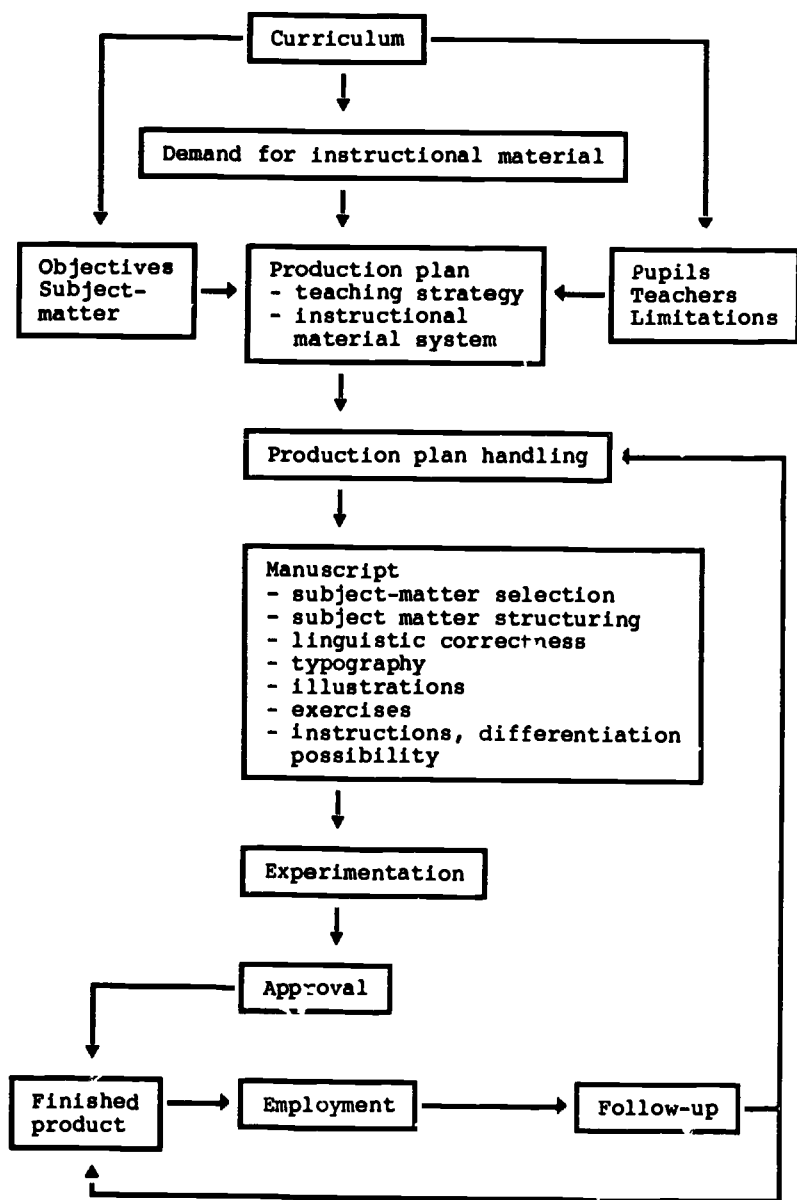 Curriculum
Demand for instructional material
Objectives
Subject-
matter
Production plan
- teaching strategy
- instructional
material system
Pupils
Teachers
Limitations
Production plan handling
Manuscript
- subject-matter selection
- subject matter structuring
- linguistic correctness
- typography
- illustrations
- exercises
- instructions, differentiation
possibility
Experimentation
Approval
Finished
product
Employment
Follow-up